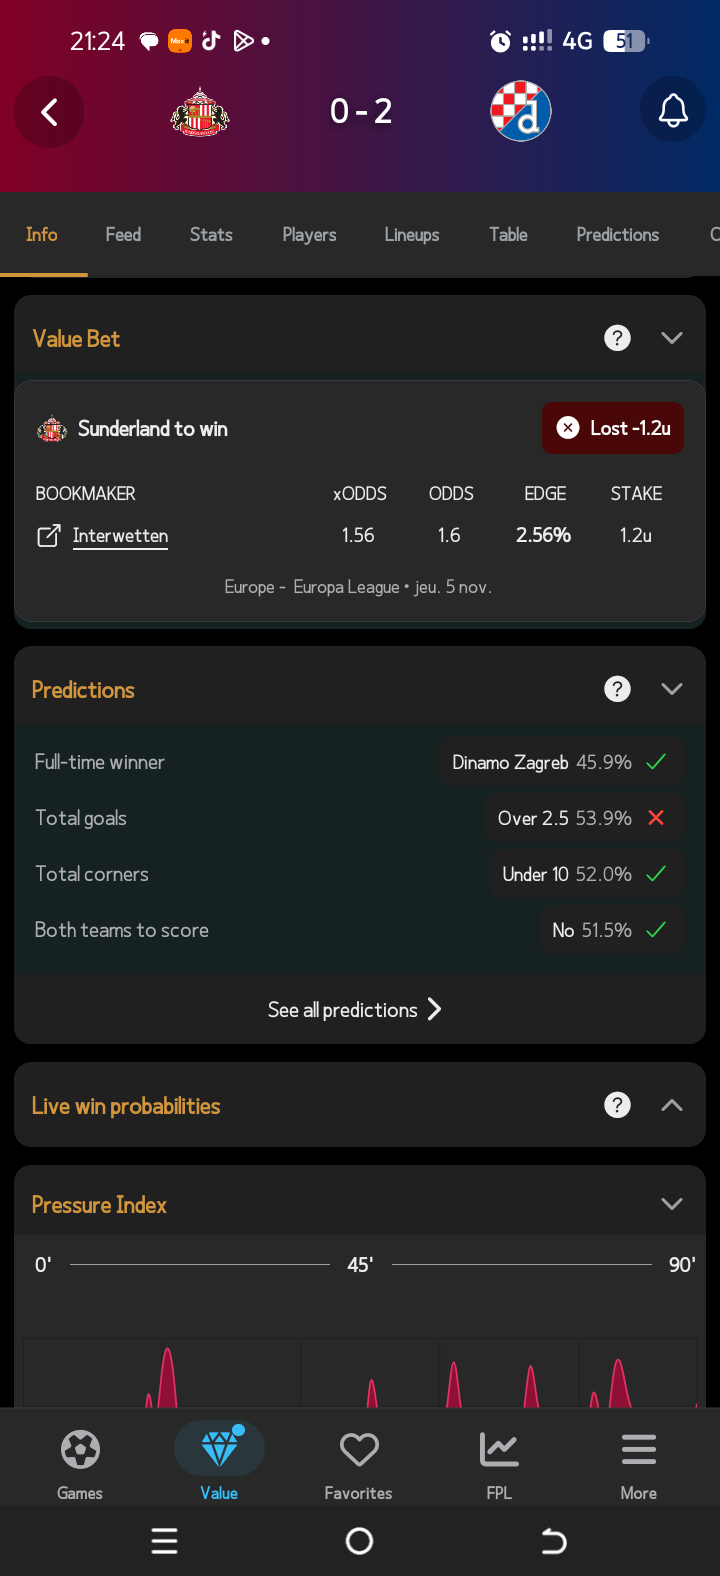 21:24 4G 51
0 - 2
Info Feed Stats Players Lineups Table Predictions
Value Bet ?
Sunderland to win Lost -1.2u
BOOKMAKER xODDS ODDS EDGE STAKE
Interwetten 1.56 1.6 2.56% 1.2u
Europe - Europa League • jeu. 5 nov.
Predictions ?
Full-time winner Dinamo Zagreb 45.9%
Total goals Over 2.5 53.9%
Total corners Under 10 52.0%
Both teams to score No 51.5%
See all predictions
Live win probabilities ?
Pressure Index
0' 45' 90'
Games Value Favorites FPL More